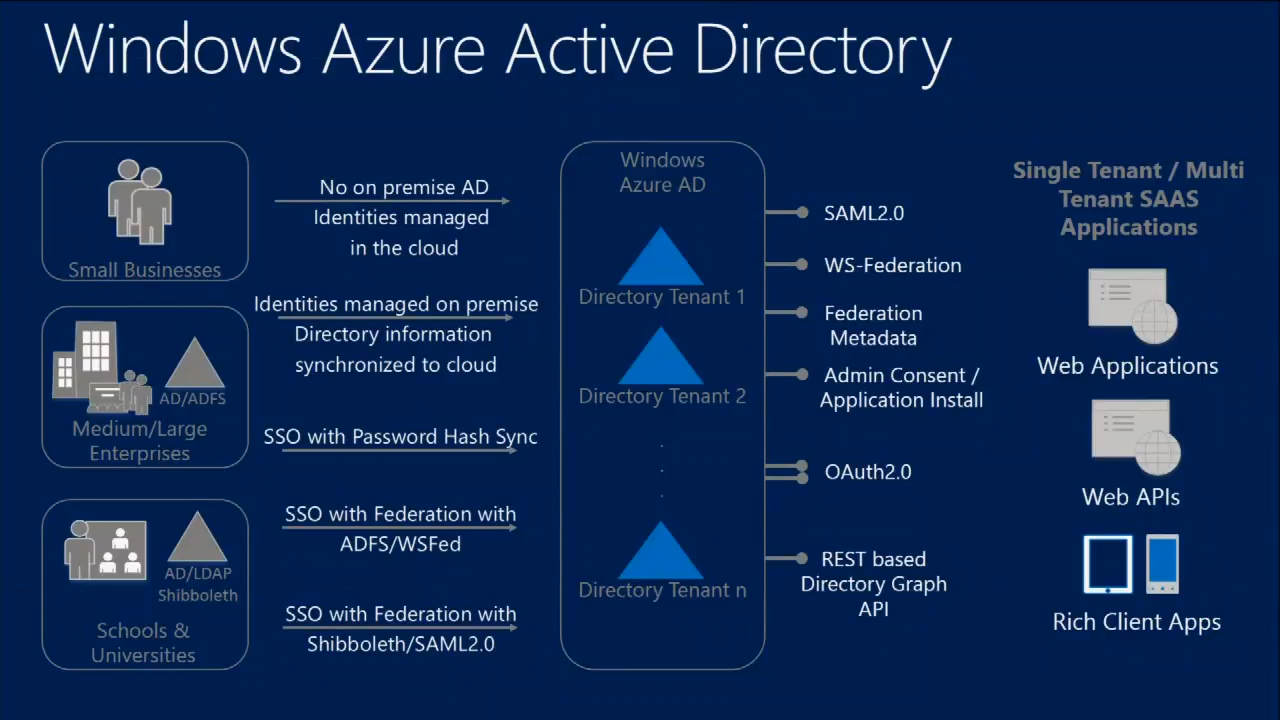 Windows Azure Active Directory
Small Businesses
No on premise AD
Identities managed
in the cloud
AD/ADFS
Medium/Large
Enterprises
Identities managed on premise
Directory information
synchronized to cloud
SSO with Password Hash Sync
AD/LDAP
Shibboleth
Schools &
Universities
SSO with Federation with
ADFS/WSFed
SSO with Federation with
Shibboleth/SAML2.0
Windows
Azure AD
Directory Tenant 1
Directory Tenant 2
.
.
.
Directory Tenant n
SAML2.0
WS-Federation
Federation
Metadata
Admin Consent /
Application Install
OAuth2.0
REST based
Directory Graph
API
Single Tenant / Multi
Tenant SAAS
Applications
Web Applications
Web APIs
Rich Client Apps